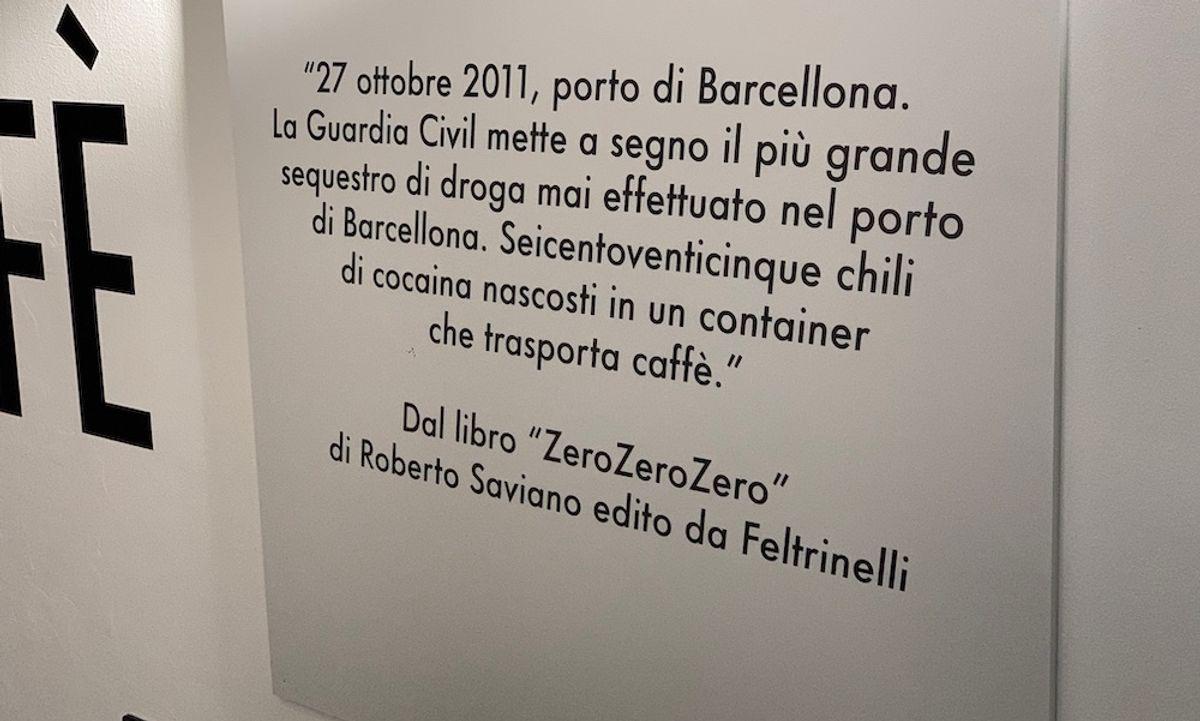 FÈ
"27 ottobre 2011, porto di Barcellona.
La Guardia Civil mette a segno il più grande
sequestro di droga mai effettuato nel porto
di Barcellona. Seicentoventicinque chili
di cocaina nascosti in un container
che trasporta caffè."
Dal libro "ZeroZeroZero"
di Roberto Saviano edito da Feltrinelli